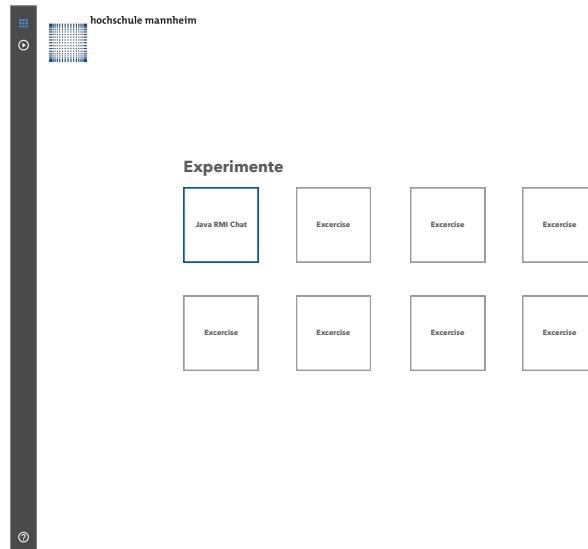 hochschule mannheim
Experimente
Java RMI Chat Excercise Excercise Excercise
Excercise Excercise Excercise Excercise